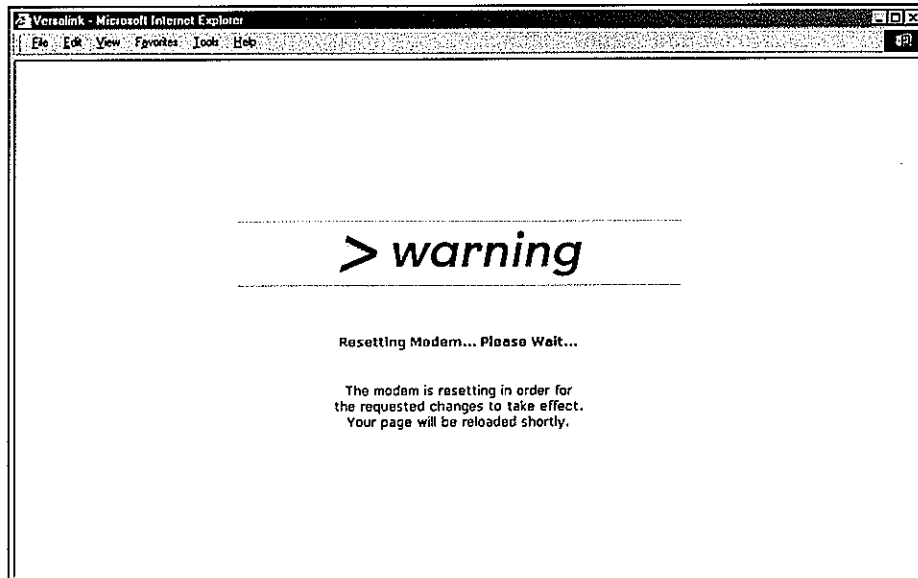 Versalink - Microsoft Internet Explorer
File Edit View Favorites Tools Help
> warning
Resetting Modem... Please Wait...
The modem is resetting in order for
the requested changes to take effect.
Your page will be reloaded shortly.